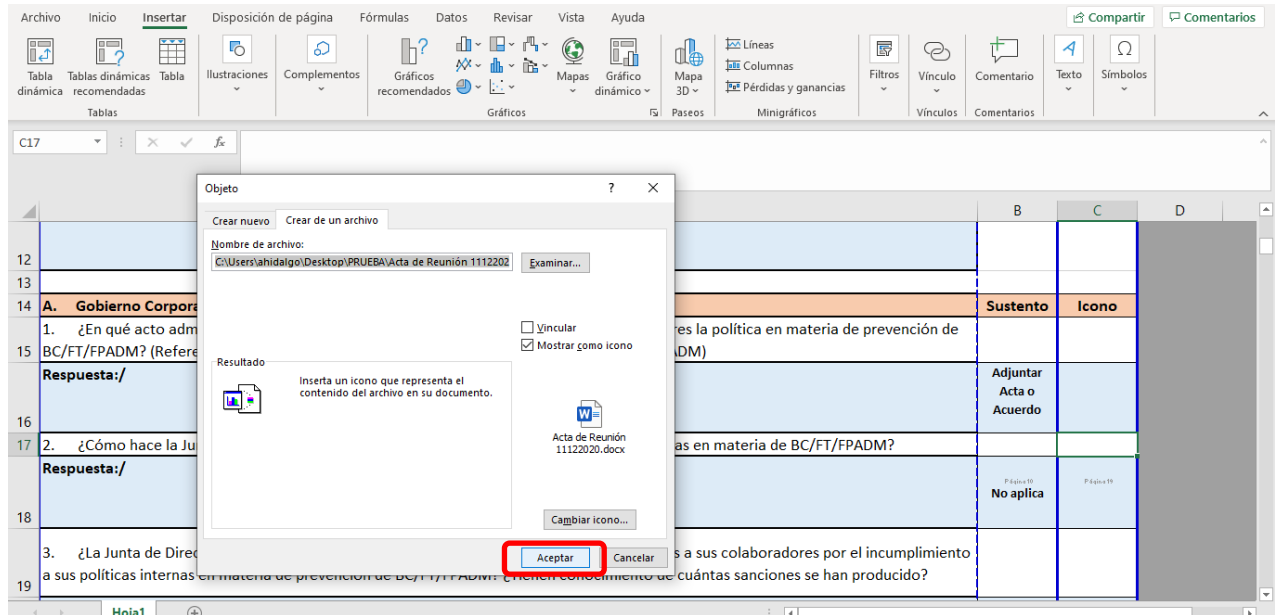 Archivo Inicio Insertar Disposición de página Fórmulas Datos Revisar Vista Ayuda Compartir Comentarios
Tabla dinámica
Tablas dinámicas recomendadas
Tabla
Ilustraciones
Complementos
Gráficos recomendados
Mapas
Gráfico dinámico
Mapa 3D
Líneas
Columnas
Pérdidas y ganancias
Filtros
Vínculo
Comentario
Texto
Símbolos
Tablas Gráficos Paseos Minigráficos Vínculos Comentarios
C17 fx
Objeto ? X
Crear nuevo Crear de un archivo
Nombre de archivo:
C:\Users\ahidalgo\Desktop\PRUEBA\Acta de Reunión 1112202 Examinar...
Vincular
Mostrar como icono
Resultado
Inserta un icono que representa el
contenido del archivo en su documento.
Acta de Reunión
11122020.docx
Cambiar icono...
Aceptar Cancelar
B C D
12
13
14 A. Gobierno Corpora Sustento Icono
1. ¿En qué acto adm res la política en materia de prevención de
15 BC/FT/FPADM? (Refere ADM)
Respuesta:/ Adjuntar
Acta o
16 Acuerdo
17 2. ¿Cómo hace la Ju as en materia de BC/FT/FPADM?
Respuesta:/
Página 10 Página 19
No aplica
18
3. ¿La Junta de Direc s a sus colaboradores por el incumplimiento
19 a sus políticas internas en materia de prevención de BC/FT/FPADM? ¿Tienen conocimiento de cuántas sanciones se han producido?
Hoja1